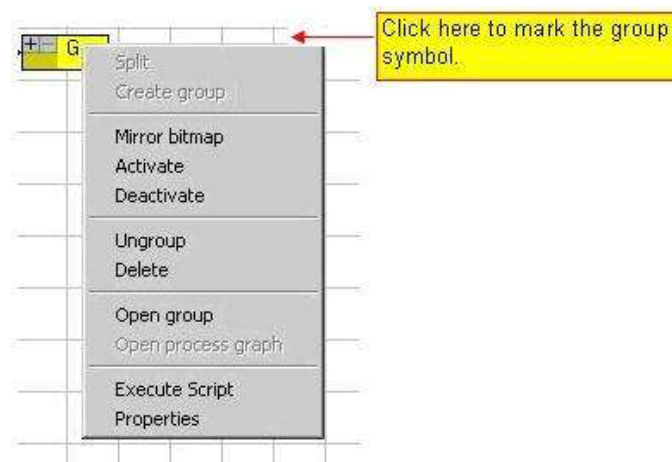 Click here to mark the group
symbol.
G
Split
Create group
Mirror bitmap
Activate
Deactivate
Ungroup
Delete
Open group
Open process graph
Execute Script
Properties